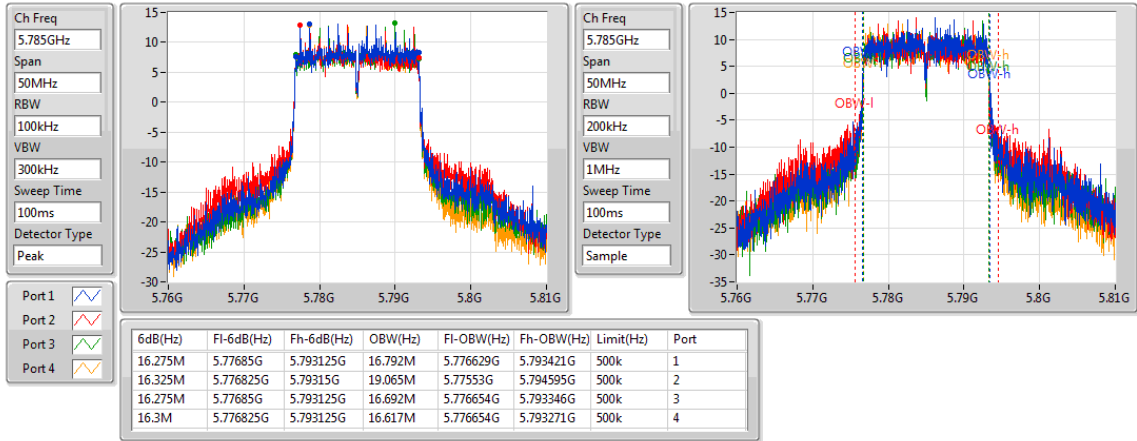 Ch Freq
5.785GHz
Span
50MHz
RBW
100kHz
VBW
300kHz
Sweep Time
100ms
Detector Type
Peak
15
10
5
0
-5
-10
-15
-20
-25
-30
5.76G 5.77G 5.78G 5.79G 5.8G 5.81G
Ch Freq
5.785GHz
Span
50MHz
RBW
200kHz
VBW
1MHz
Sweep Time
100ms
Detector Type
Sample
15
10
5
0
-5
-10
-15
-20
-25
-30
-35
OBW-h
OBW-l
OBW-h
5.76G 5.77G 5.78G 5.79G 5.8G 5.81G
Port 1
Port 2
Port 3
Port 4
6dB(Hz) Fl-6dB(Hz) Fh-6dB(Hz) OBW(Hz) Fl-OBW(Hz) Fh-OBW(Hz) Limit(Hz) Port
16.275M 5.77685G 5.793125G 16.792M 5.776629G 5.793421G 500k 1
16.325M 5.776825G 5.79315G 19.065M 5.77553G 5.794595G 500k 2
16.275M 5.77685G 5.793125G 16.692M 5.776654G 5.793346G 500k 3
16.3M 5.776825G 5.793125G 16.617M 5.776654G 5.793271G 500k 4